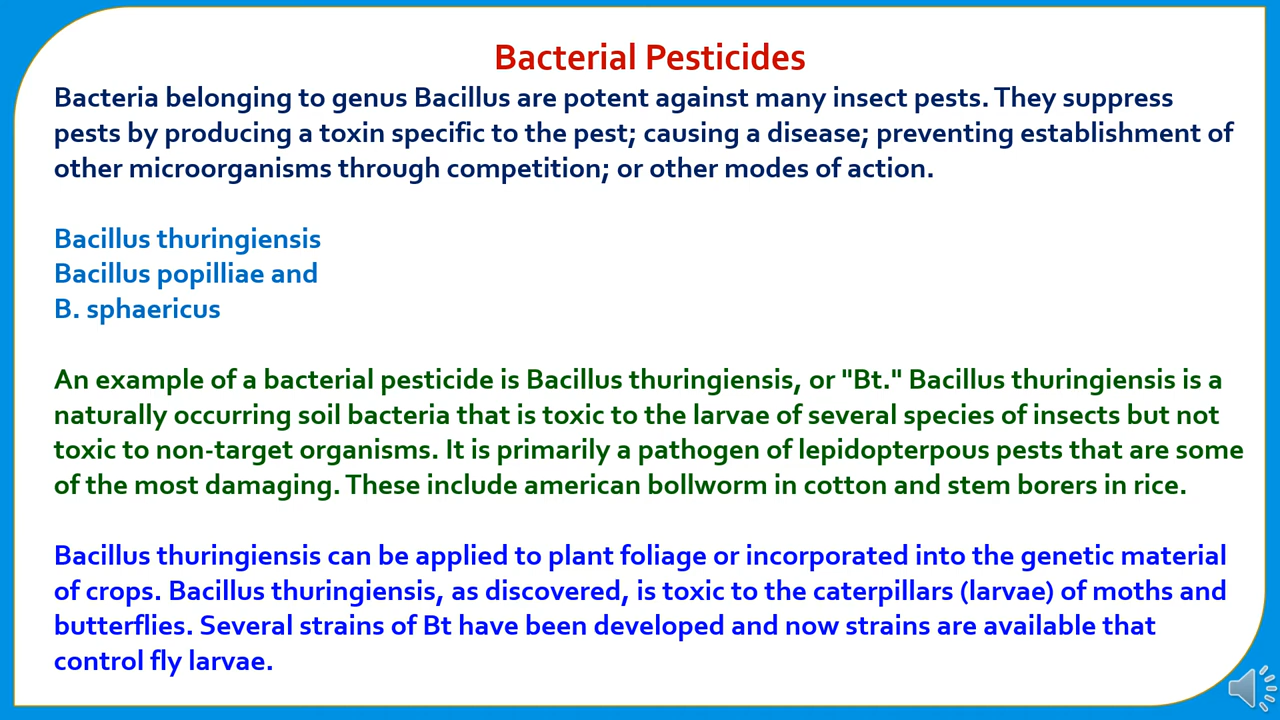 Bacterial Pesticides
Bacteria belonging to genus Bacillus are potent against many insect pests. They suppress
pests by producing a toxin specific to the pest; causing a disease; preventing establishment of
other microorganisms through competition; or other modes of action.
Bacillus thuringiensis
Bacillus popilliae and
B. sphaericus
An example of a bacterial pesticide is Bacillus thuringiensis, or "Bt." Bacillus thuringiensis is a
naturally occurring soil bacteria that is toxic to the larvae of several species of insects but not
toxic to non-target organisms. It is primarily a pathogen of lepidopterpous pests that are some
of the most damaging. These include american bollworm in cotton and stem borers in rice.
Bacillus thuringiensis can be applied to plant foliage or incorporated into the genetic material
of crops. Bacillus thuringiensis, as discovered, is toxic to the caterpillars (larvae) of moths and
butterflies. Several strains of Bt have been developed and now strains are available that
control fly larvae.